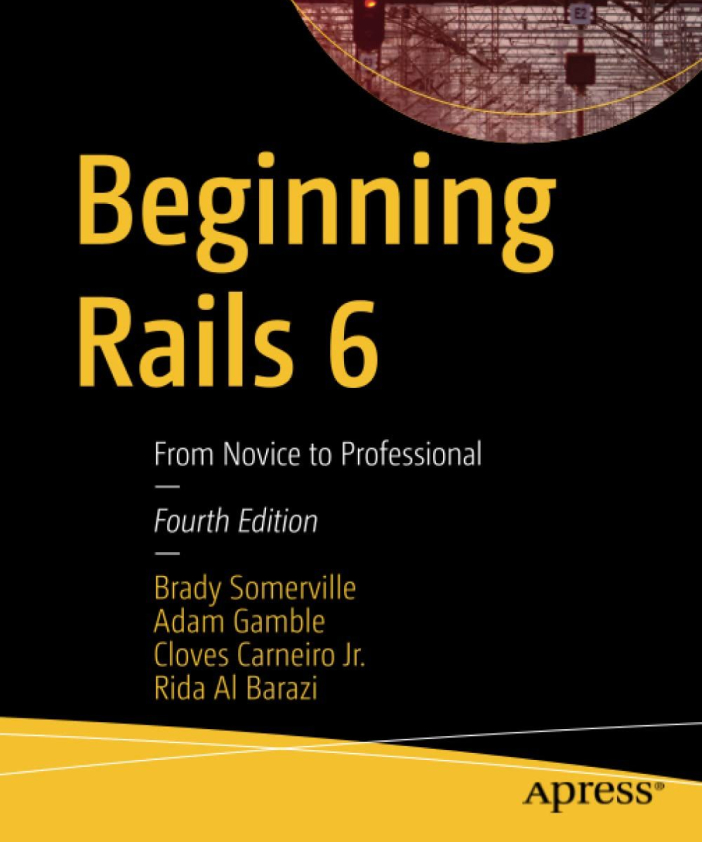 E2
Beginning
Rails 6
From Novice to Professional
—
Fourth Edition
—
Brady Somerville
Adam Gamble
Cloves Carneiro Jr.
Rida Al Barazi
Apress®